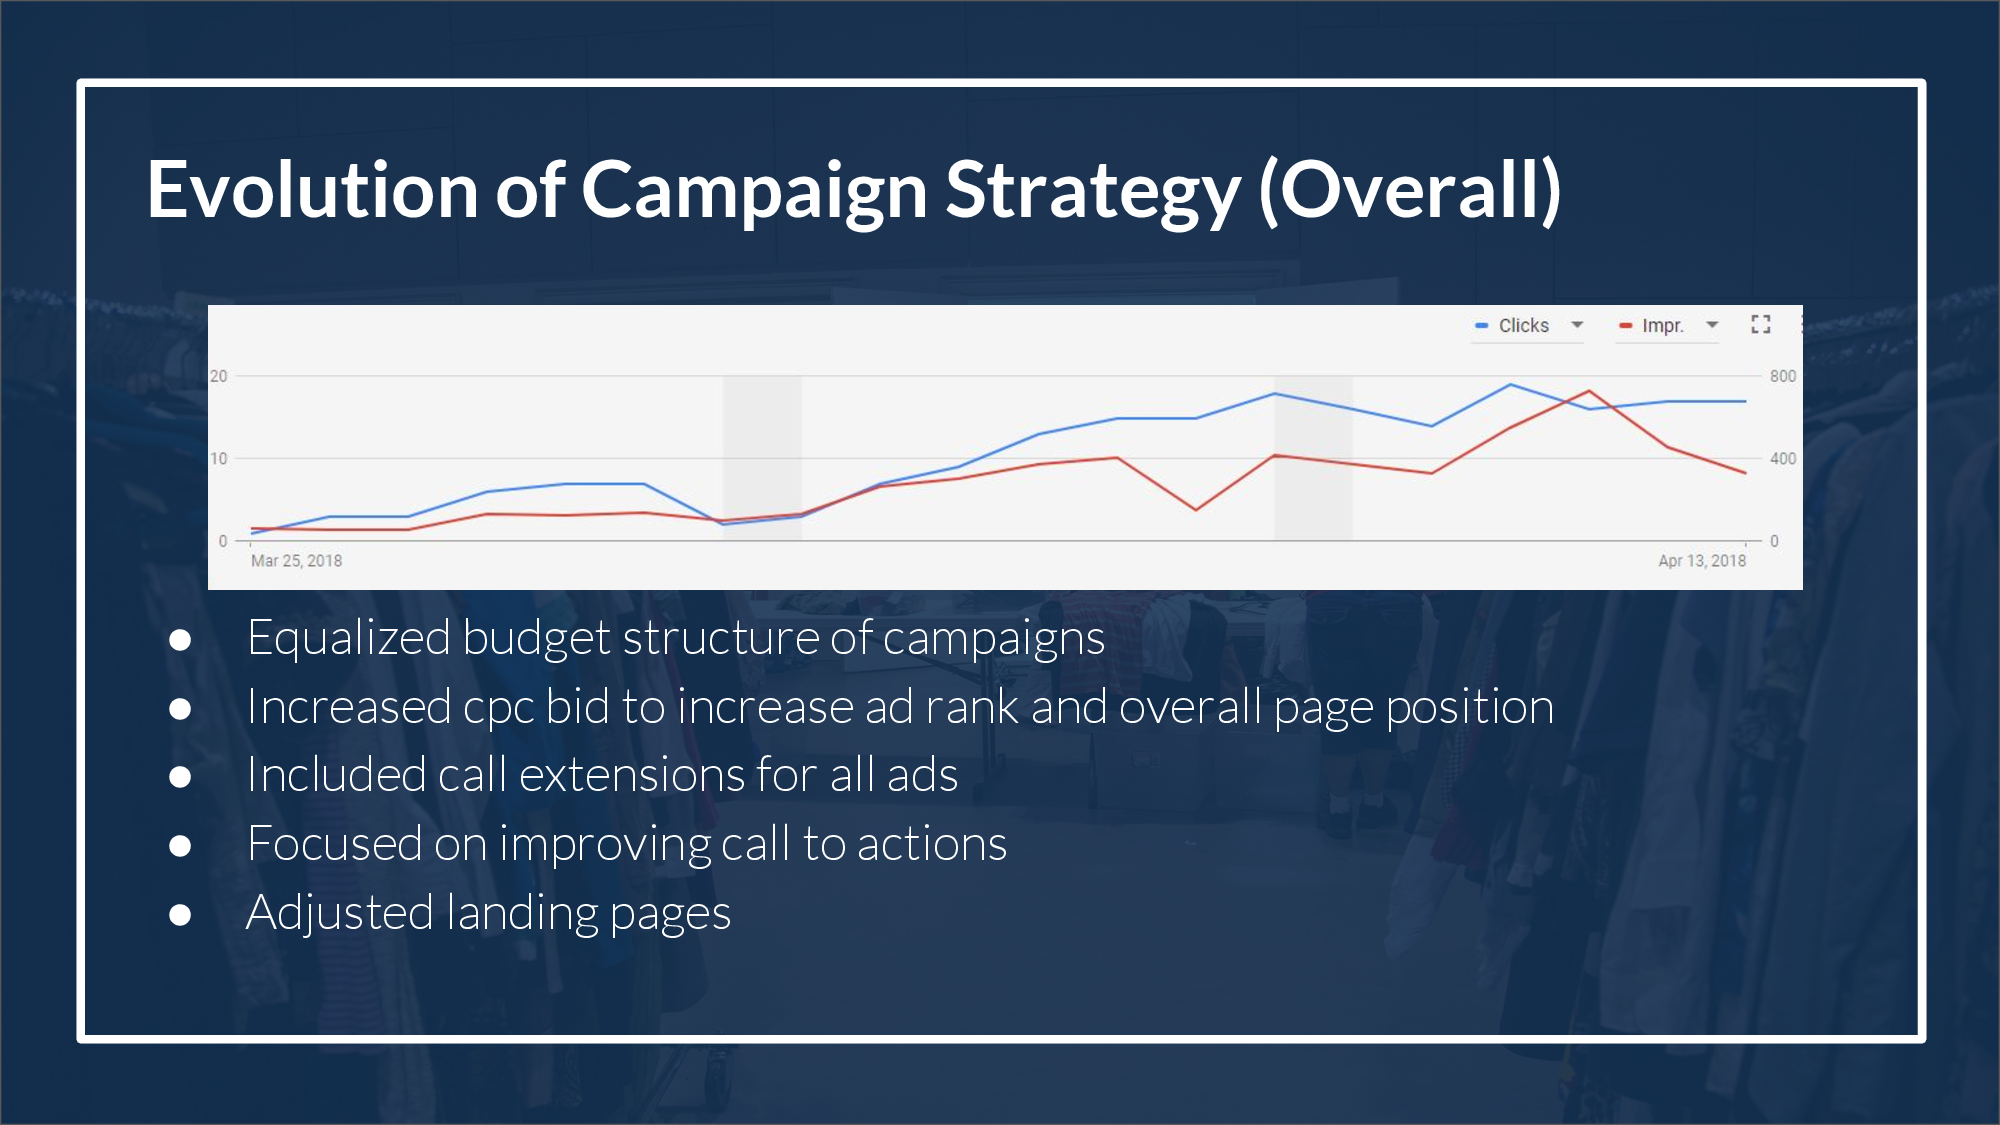 Evolution of Campaign Strategy (Overall)
Clicks Impr.
20 800
10 400
0 0
Mar 25, 2018 Apr 13, 2018
● Equalized budget structure of campaigns
● Increased cpc bid to increase ad rank and overall page position
● Included call extensions for all ads
● Focused on improving call to actions
● Adjusted landing pages